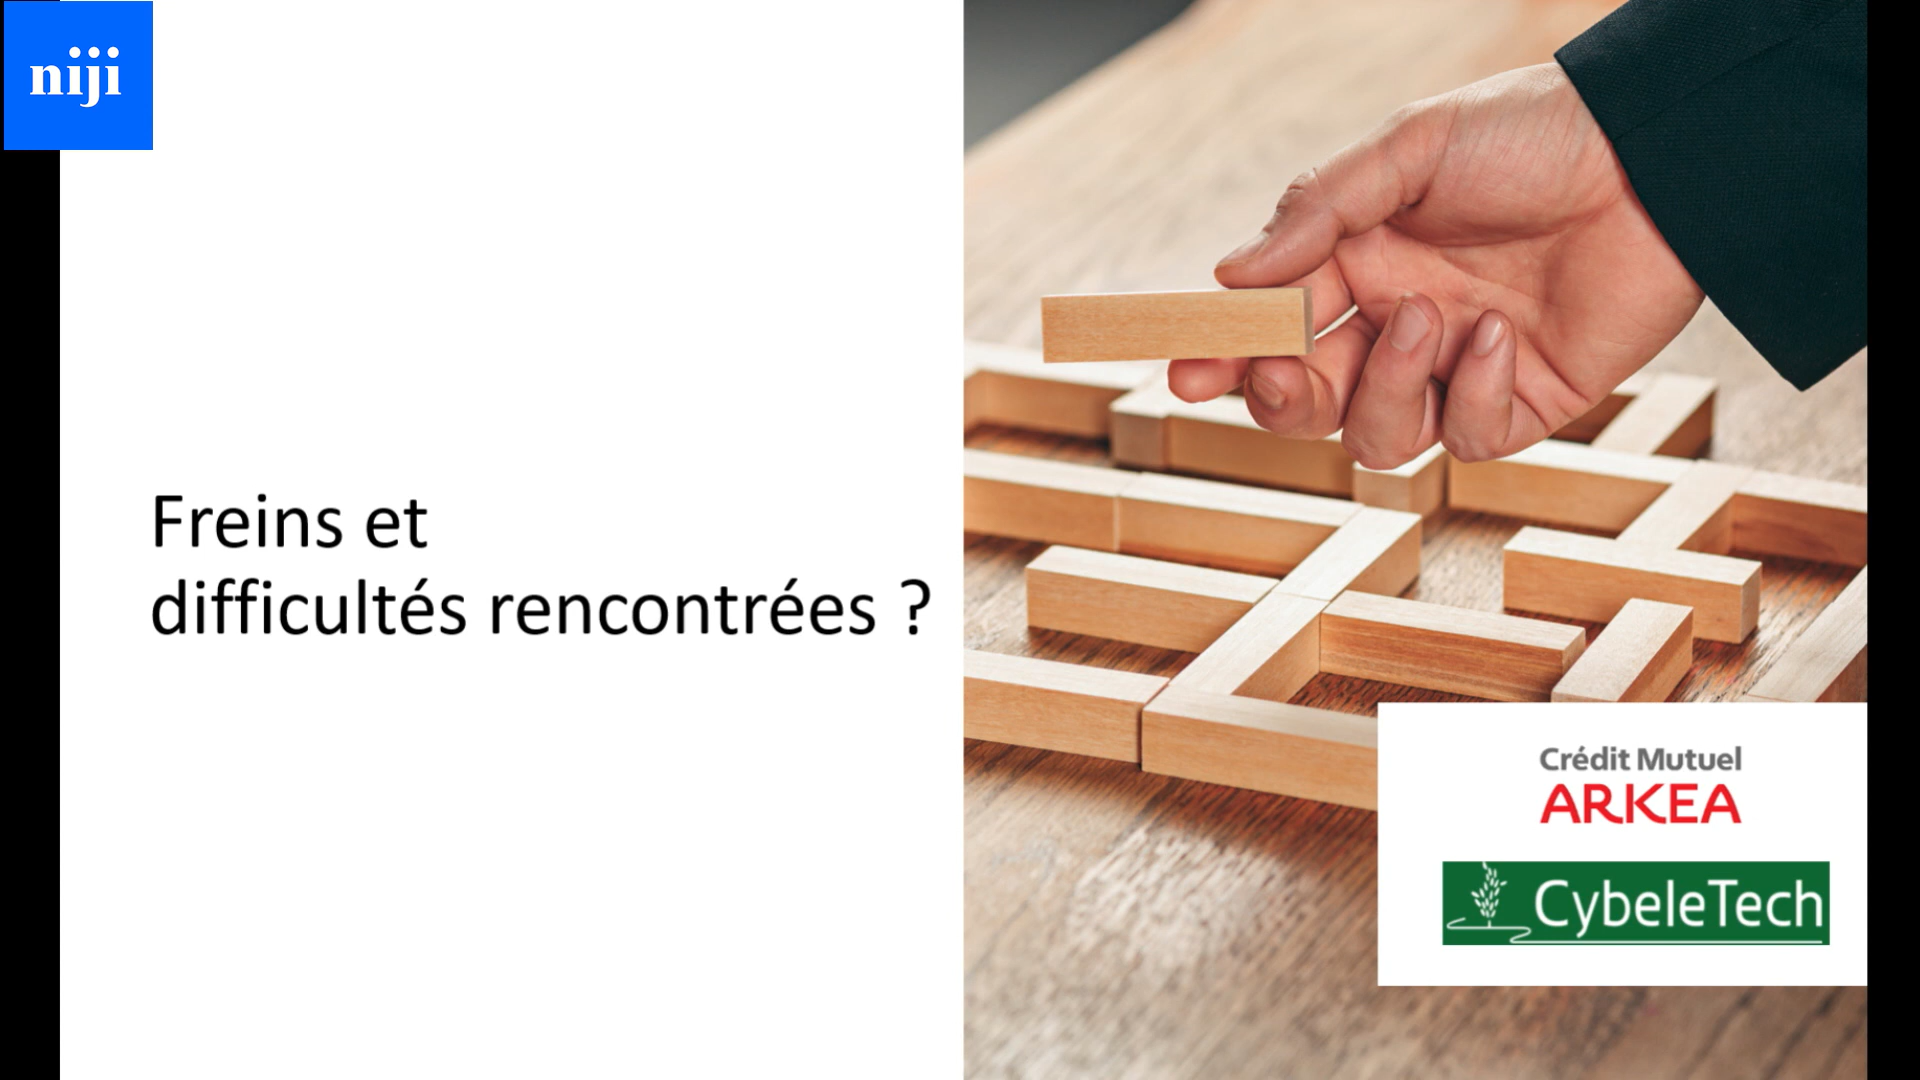 niji
Freins et
difficultés rencontrées ?
Crédit Mutuel
ARKEA
CybeleTech